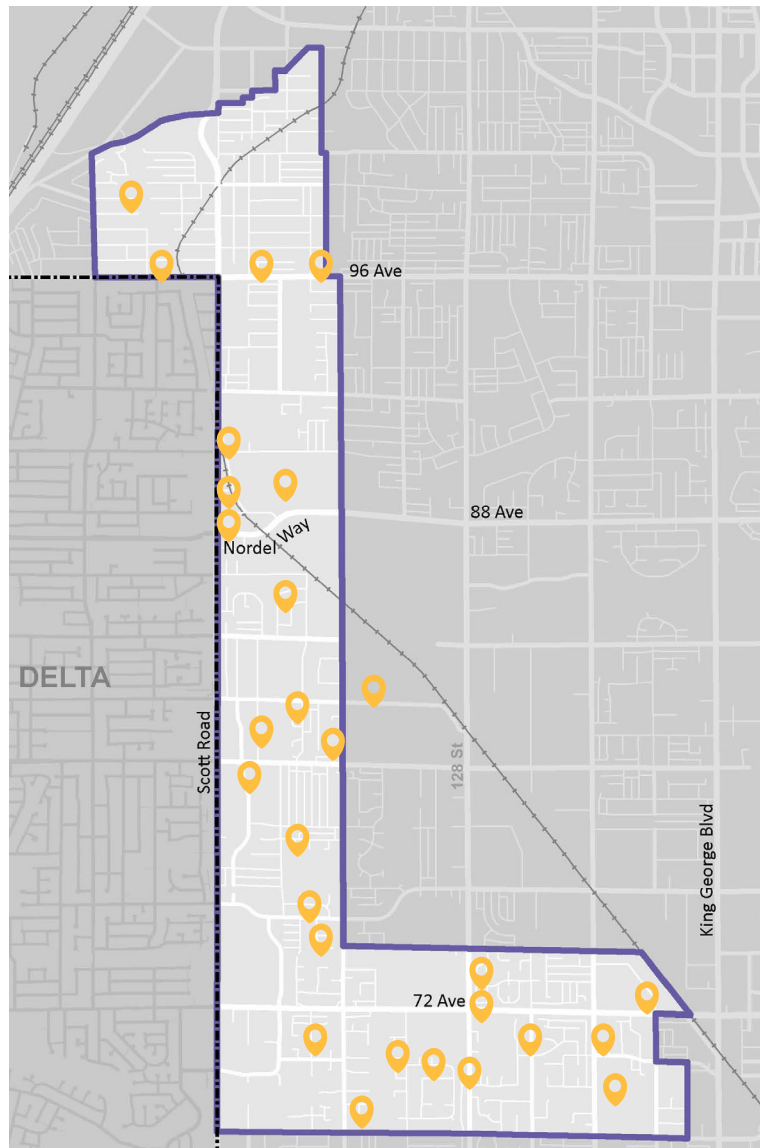 96 Ave
88 Ave
Nordel Way
DELTA
Scott Road
128 St
King George Blvd
72 Ave